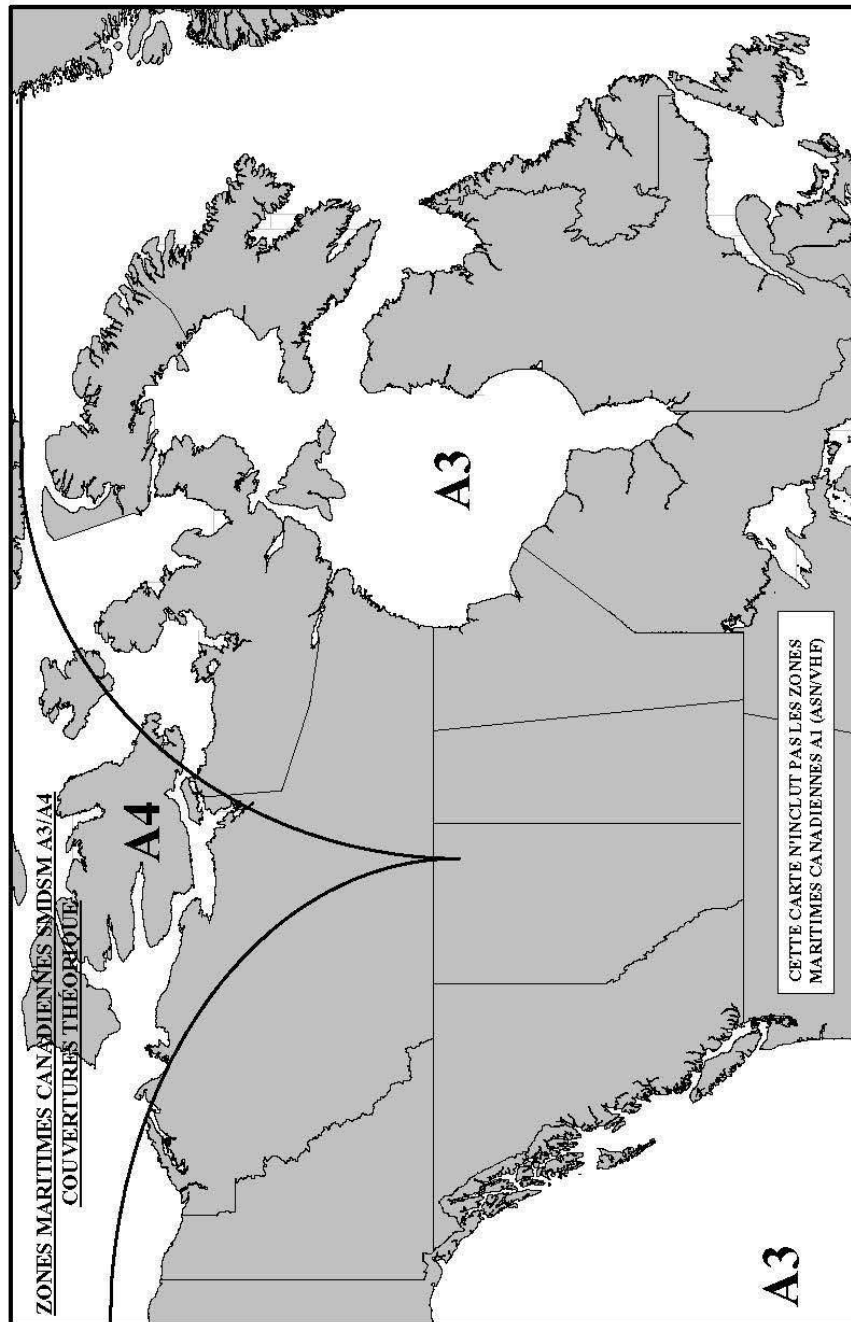 ZONES MARITIMES CANADIENNES SMDSM A3/A4
COUVERTURES THÉORIQUE
A4
A3
A3
CETTE CARTE N'INCLUT PAS LES ZONES
MARITIMES CANADIENNES A1 (ASN/VHF)